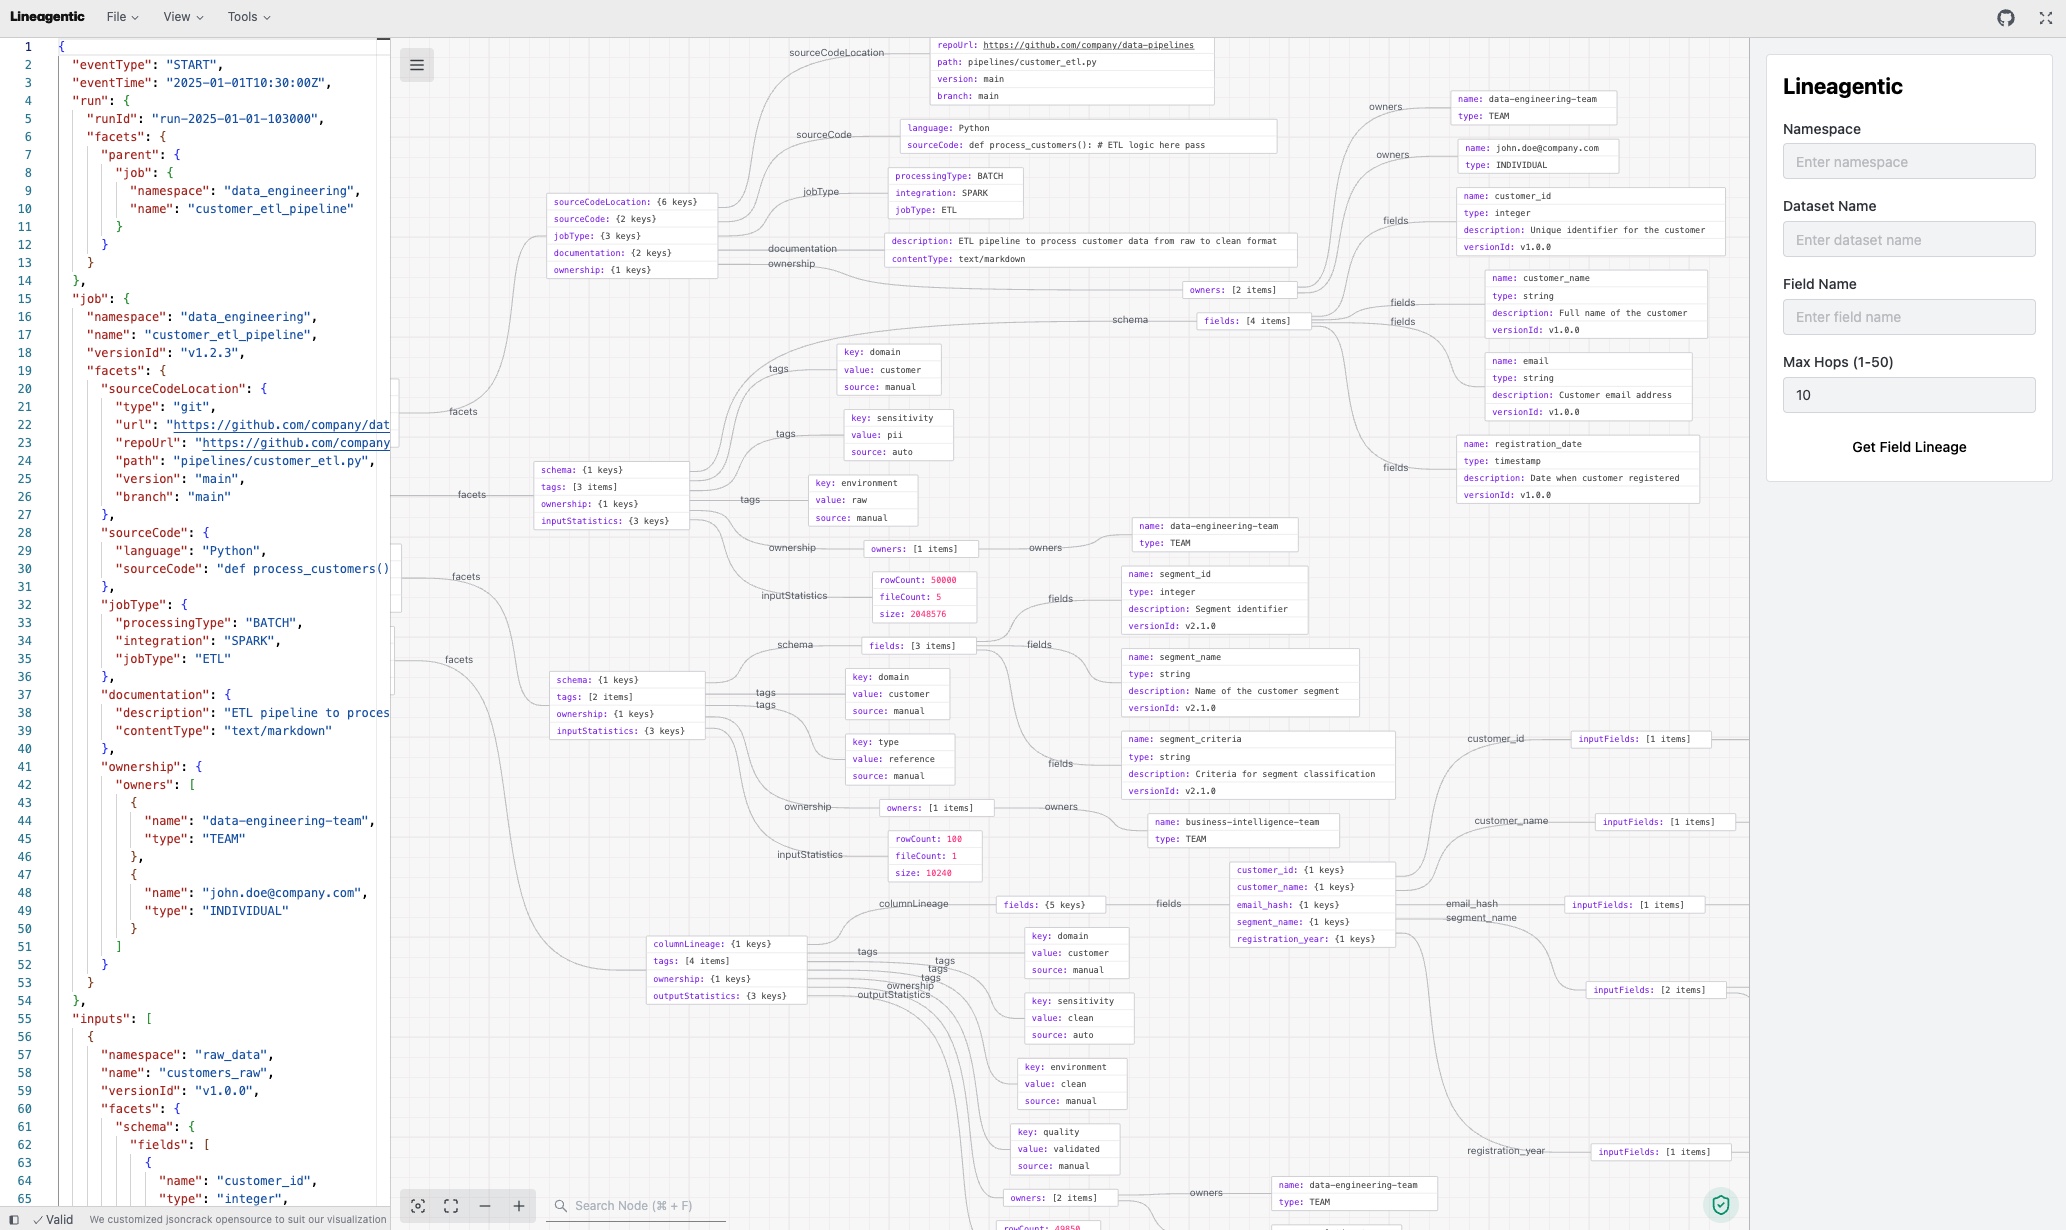 Lineagentic File View Tools
1 {
2 "eventType": "START",
3 "eventTime": "2025-01-01T10:30:00Z",
4 "run": {
5 "runId": "run-2025-01-01-103000",
6 "facets": {
7 "parent": {
8 "job": {
9 "namespace": "data_engineering",
10 "name": "customer_etl_pipeline"
11 }
12 }
13 }
14 },
15 "job": {
16 "namespace": "data_engineering",
17 "name": "customer_etl_pipeline",
18 "versionId": "v1.2.3",
19 "facets": {
20 "sourceCodeLocation": {
21 "type": "git",
22 "url": "https://github.com/company/dat
23 "repoUrl": "https://github.com/company
24 "path": "pipelines/customer_etl.py",
25 "version": "main",
26 "branch": "main"
27 },
28 "sourceCode": {
29 "language": "Python",
30 "sourceCode": "def process_customers()
31 },
32 "jobType": {
33 "processingType": "BATCH",
34 "integration": "SPARK",
35 "jobType": "ETL"
36 },
37 "documentation": {
38 "description": "ETL pipeline to proces
39 "contentType": "text/markdown"
40 },
41 "ownership": {
42 "owners": [
43 {
44 "name": "data-engineering-team",
45 "type": "TEAM"
46 },
47 {
48 "name": "john.doe@company.com",
49 "type": "INDIVIDUAL"
50 }
51 ]
52 }
53 }
54 },
55 "inputs": [
56 {
57 "namespace": "raw_data",
58 "name": "customers_raw",
59 "versionId": "v1.0.0",
60 "facets": {
61 "schema": {
62 "fields": [
63 {
64 "name": "customer_id",
65 "type": "integer",
Valid We customized jsoncrack opensource to suit our visualization
facets
facets
facets
facets
sourceCodeLocation: {6 keys}
sourceCode: {2 keys}
jobType: {3 keys}
documentation: {2 keys}
ownership: {1 keys}
sourceCodeLocation
repoUrl: https://github.com/company/data-pipelines
path: pipelines/customer_etl.py
version: main
branch: main
sourceCode
language: Python
sourceCode: def process_customers(): # ETL logic here pass
jobType
processingType: BATCH
integration: SPARK
jobType: ETL
documentation
description: ETL pipeline to process customer data from raw to clean format
contentType: text/markdown
ownership
owners: [2 items]
owners
name: data-engineering-team
type: TEAM
owners
name: john.doe@company.com
type: INDIVIDUAL
schema: {1 keys}
tags: [3 items]
ownership: {1 keys}
inputStatistics: {3 keys}
schema
fields: [4 items]
fields
name: customer_id
type: integer
description: Unique identifier for the customer
versionId: v1.0.0
fields
name: customer_name
type: string
description: Full name of the customer
versionId: v1.0.0
fields
name: email
type: string
description: Customer email address
versionId: v1.0.0
fields
name: registration_date
type: timestamp
description: Date when customer registered
versionId: v1.0.0
tags
key: domain
value: customer
source: manual
tags
key: sensitivity
value: pii
source: auto
tags
key: environment
value: raw
source: manual
ownership
owners: [1 items]
owners
name: data-engineering-team
type: TEAM
inputStatistics
rowCount: 50000
fileCount: 5
size: 2048576
schema: {1 keys}
tags: [2 items]
ownership: {1 keys}
inputStatistics: {3 keys}
schema
fields: [3 items]
fields
name: segment_id
type: integer
description: Segment identifier
versionId: v2.1.0
fields
name: segment_name
type: string
description: Name of the customer segment
versionId: v2.1.0
fields
name: segment_criteria
type: string
description: Criteria for segment classification
versionId: v2.1.0
tags
key: domain
value: customer
source: manual
tags
key: type
value: reference
source: manual
ownership
owners: [1 items]
owners
name: business-intelligence-team
type: TEAM
inputStatistics
rowCount: 100
fileCount: 1
size: 10240
columnLineage: {1 keys}
tags: [4 items]
ownership: {1 keys}
outputStatistics: {3 keys}
columnLineage
fields: {5 keys}
fields
customer_id: {1 keys}
customer_name: {1 keys}
email_hash: {1 keys}
segment_name: {1 keys}
registration_year: {1 keys}
customer_id
inputFields: [1 items]
customer_name
inputFields: [1 items]
email_hash
inputFields: [1 items]
segment_name
inputFields: [2 items]
registration_year
inputFields: [1 items]
tags
key: domain
value: customer
source: manual
tags
key: sensitivity
value: clean
source: auto
tags
key: environment
value: clean
source: manual
tags
key: quality
value: validated
source: manual
ownership
owners: [2 items]
owners
name: data-engineering-team
type: TEAM
outputStatistics
rowCount: 49850
Search Node (⌘ + F)
Lineagentic
Namespace
Enter namespace
Dataset Name
Enter dataset name
Field Name
Enter field name
Max Hops (1-50)
10
Get Field Lineage